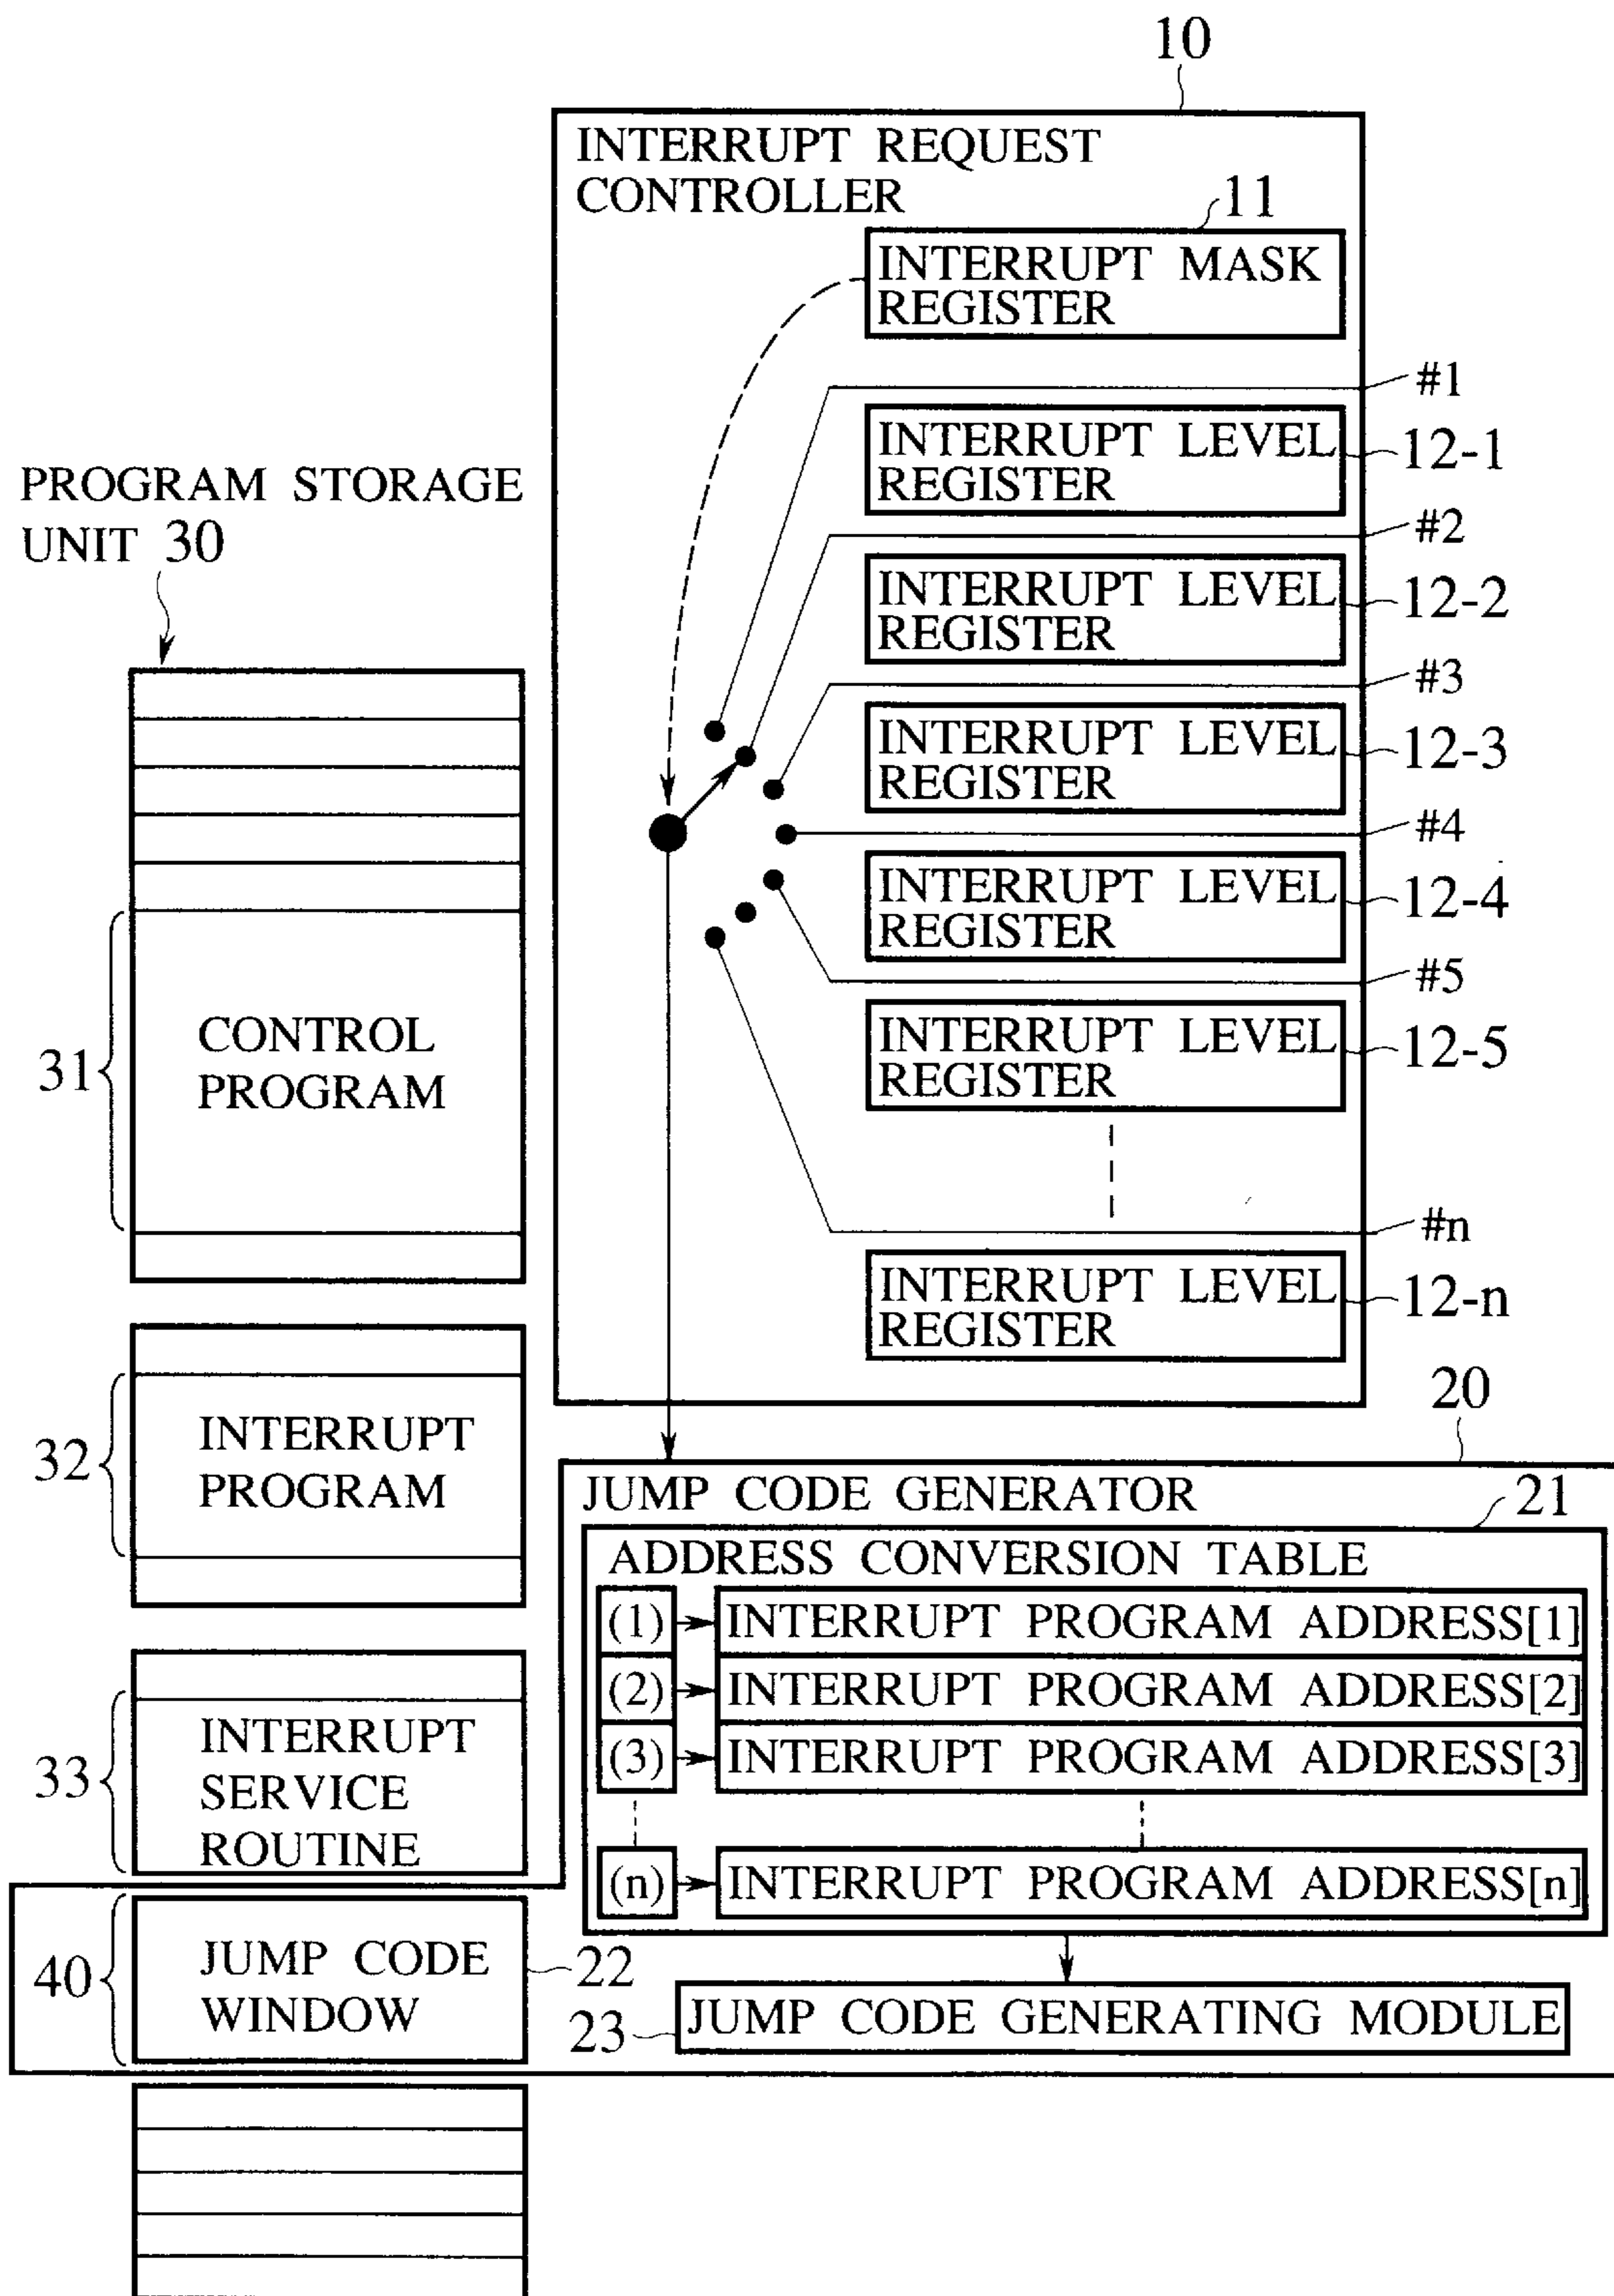 10
INTERRUPT REQUEST
CONTROLLER
11
INTERRUPT MASK
REGISTER
#1
INTERRUPT LEVEL
REGISTER
12-1
#2
INTERRUPT LEVEL
REGISTER
12-2
#3
INTERRUPT LEVEL
REGISTER
12-3
#4
INTERRUPT LEVEL
REGISTER
12-4
#5
INTERRUPT LEVEL
REGISTER
12-5
#n
INTERRUPT LEVEL
REGISTER
12-n
PROGRAM STORAGE
UNIT 30
31
CONTROL
PROGRAM
32
INTERRUPT
PROGRAM
33
INTERRUPT
SERVICE
ROUTINE
40
JUMP CODE
WINDOW
22
20
JUMP CODE GENERATOR
21
ADDRESS CONVERSION TABLE
(1) INTERRUPT PROGRAM ADDRESS[1]
(2) INTERRUPT PROGRAM ADDRESS[2]
(3) INTERRUPT PROGRAM ADDRESS[3]
(n) INTERRUPT PROGRAM ADDRESS[n]
23
JUMP CODE GENERATING MODULE